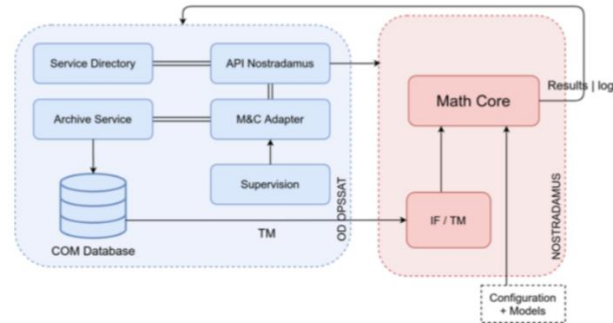 Service Directory
API Nostradamus
Math Core
Results | log
Archive Service
M&C Adapter
Supervision
IF / TM
OD OPSSAT
NOSTRADAMUS
TM
COM Database
Configuration
+ Models